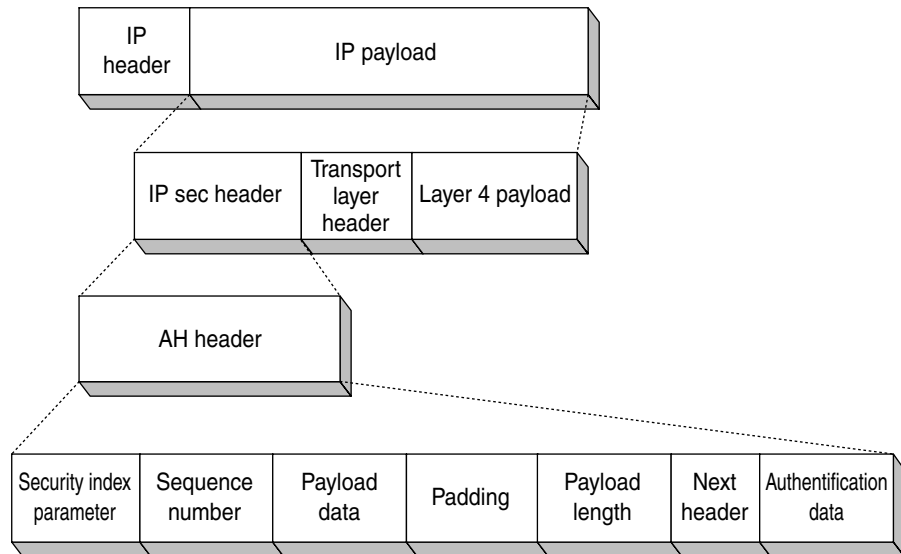 IP
header
IP payload
IP sec header
Transport
layer
header
Layer 4 payload
AH header
Security index
parameter
Sequence
number
Payload
data
Padding
Payload
length
Next
header
Authentification
data